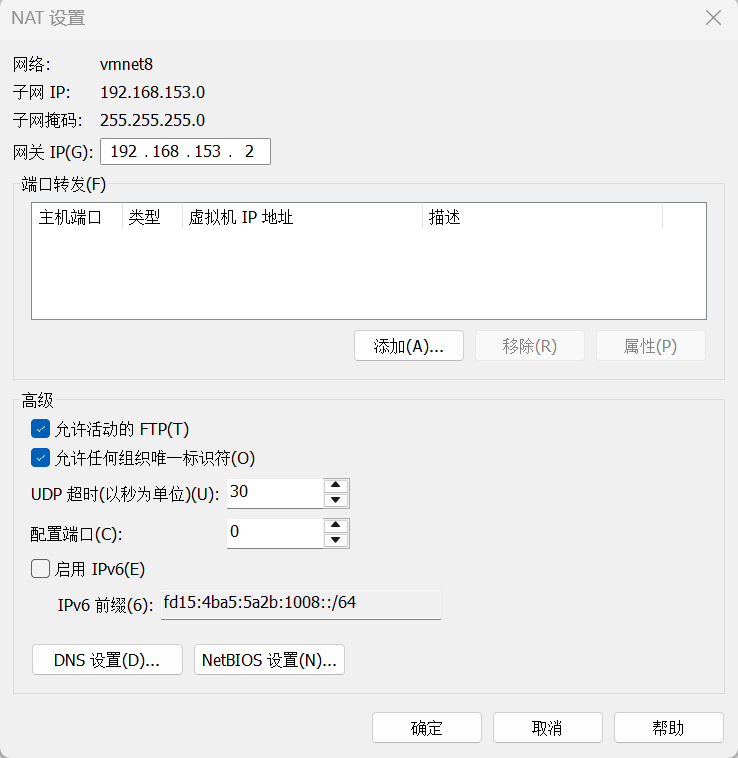 NAT 设置
网络: vmnet8
子网 IP: 192.168.153.0
子网掩码: 255.255.255.0
网关 IP(G): 192 . 168 . 153 . 2
端口转发(F)
主机端口 类型 虚拟机 IP 地址 描述
添加(A)... 移除(R) 属性(P)
高级
允许活动的 FTP(T)
允许任何组织唯一标识符(O)
UDP 超时(以秒为单位)(U): 30
配置端口(C): 0
启用 IPv6(E)
IPv6 前缀(6): fd15:4ba5:5a2b:1008::/64
DNS 设置(D)... NetBIOS 设置(N)...
确定 取消 帮助